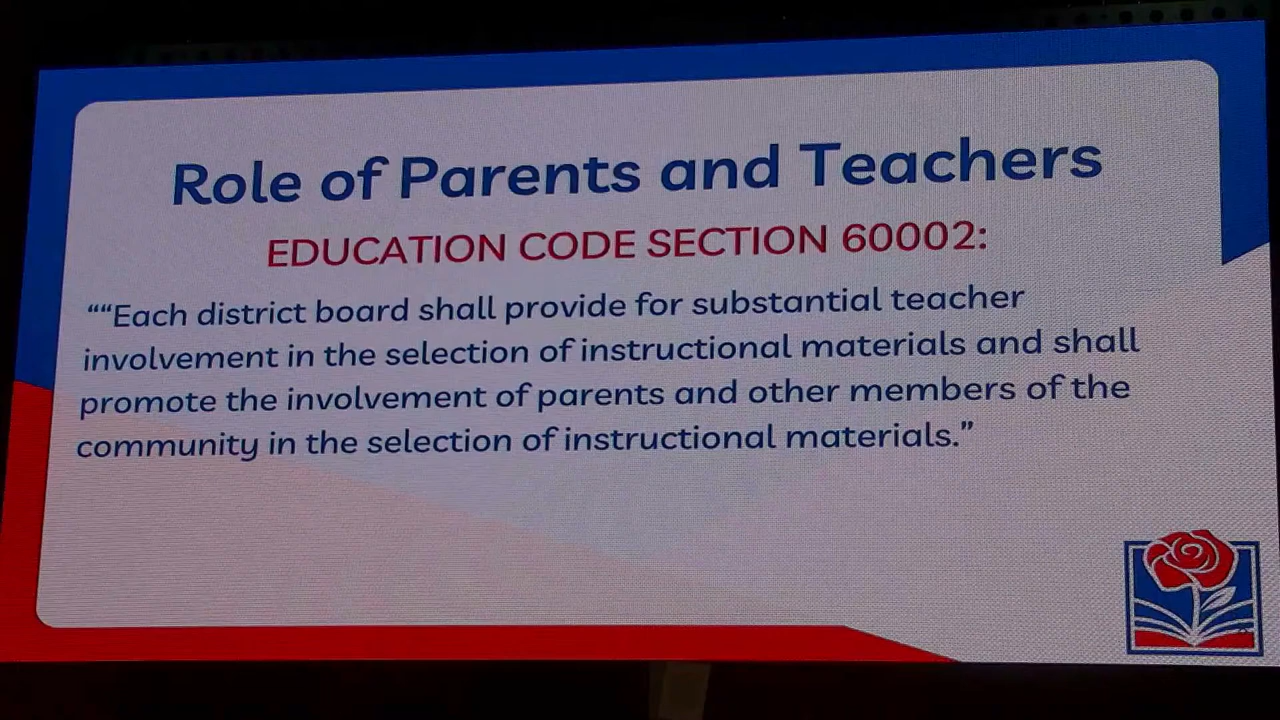 Role of Parents and Teachers
EDUCATION CODE SECTION 60002:
““Each district board shall provide for substantial teacher
involvement in the selection of instructional materials and shall
promote the involvement of parents and other members of the
community in the selection of instructional materials.”